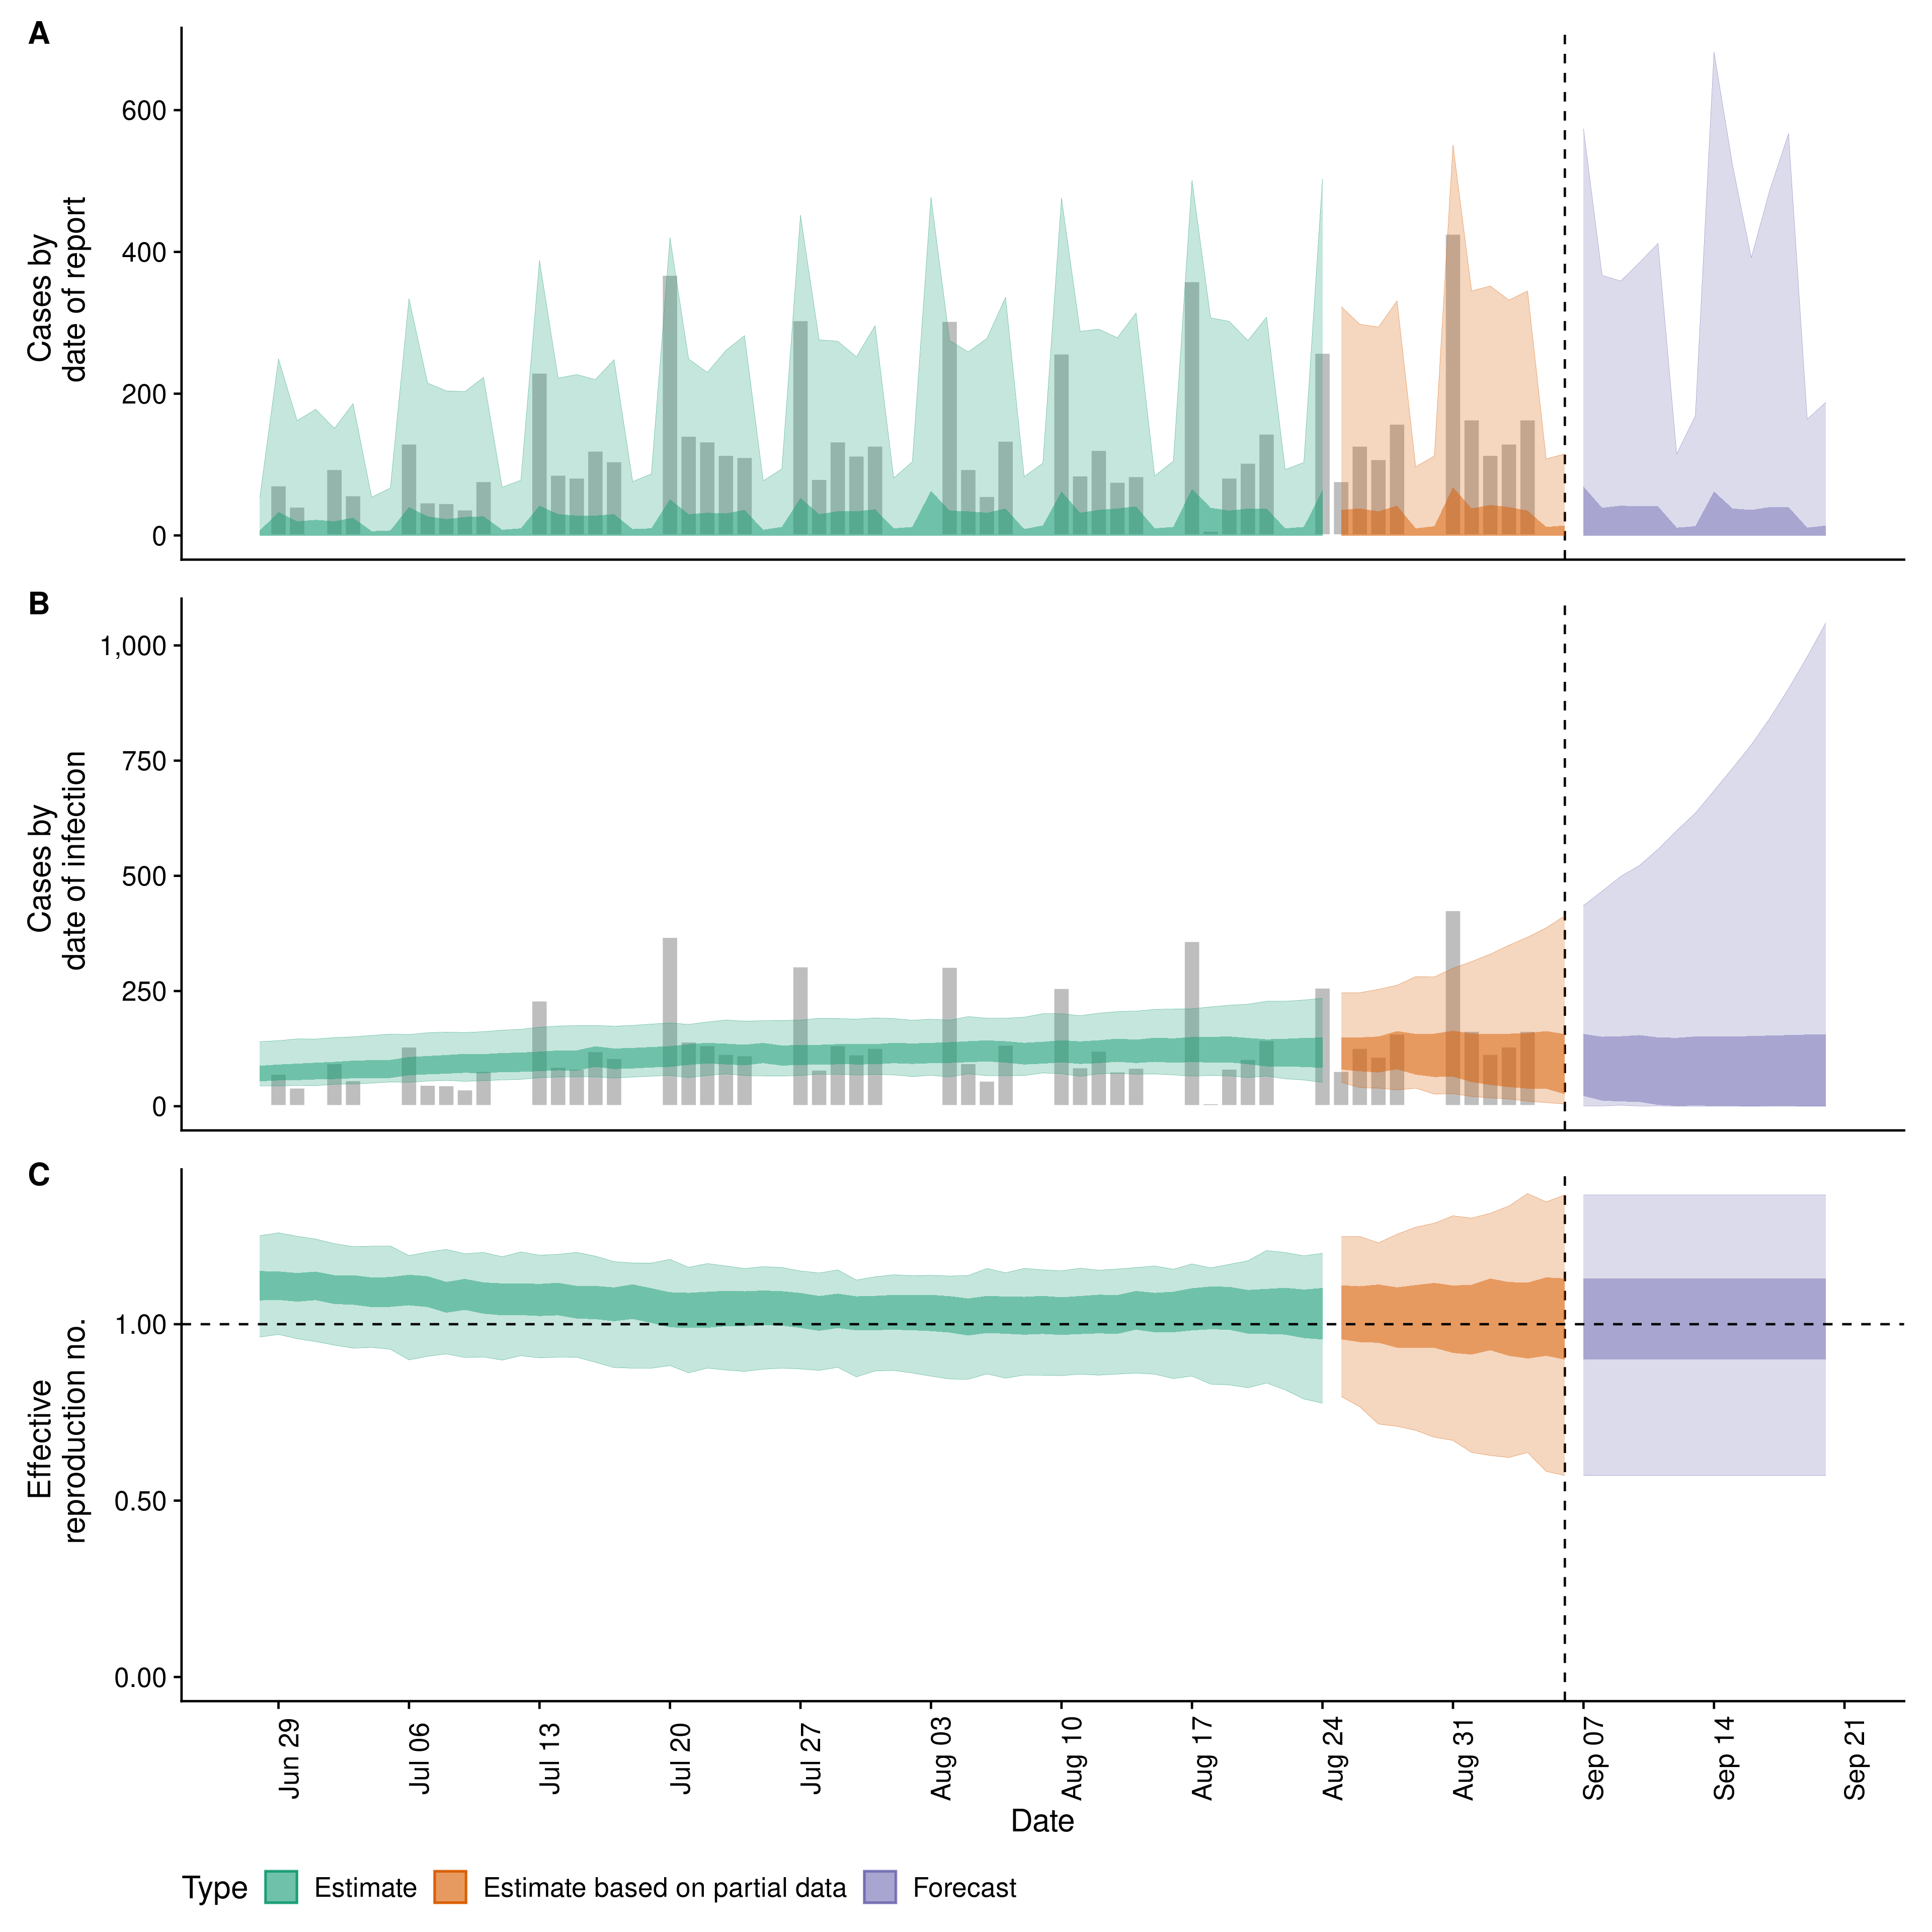 A
Cases by
date of report
600
400
200
0
B
Cases by
date of infection
1,000
750
500
250
0
C
Effective
reproduction no.
1.00
0.50
0.00
Jun 29
Jul 06
Jul 13
Jul 20
Jul 27
Aug 03
Aug 10
Aug 17
Aug 24
Aug 31
Sep 07
Sep 14
Sep 21
Date
Type Estimate Estimate based on partial data Forecast